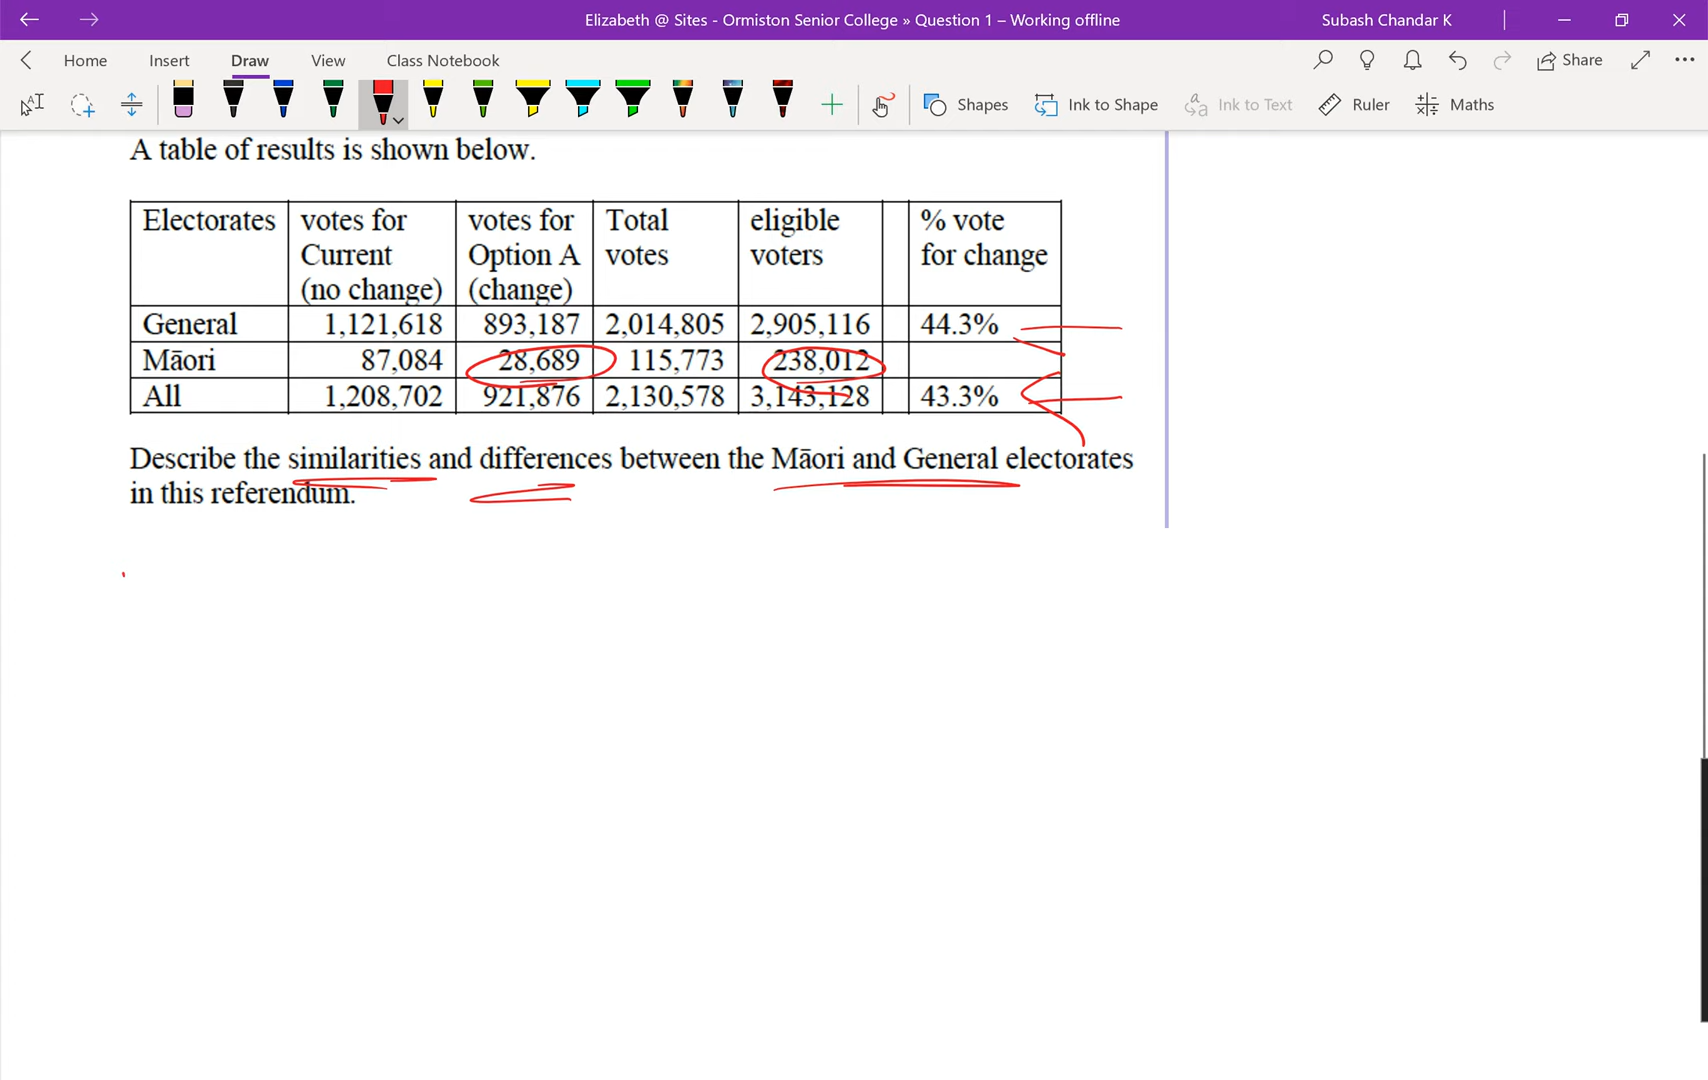 Elizabeth @ Sites - Ormiston Senior College » Question 1 – Working offline
Subash Chandar K
Home
Insert
Draw
View
Class Notebook
Share
Shapes
Ink to Shape
Ink to Text
Ruler
Maths
A table of results is shown below.
Electorates votes for Current (no change) votes for Option A (change) Total votes eligible voters % vote for change
General 1,121,618 893,187 2,014,805 2,905,116 44.3%
Māori 87,084 28,689 115,773 238,012
All 1,208,702 921,876 2,130,578 3,143,128 43.3%
Describe the similarities and differences between the Māori and General electorates
in this referendum.